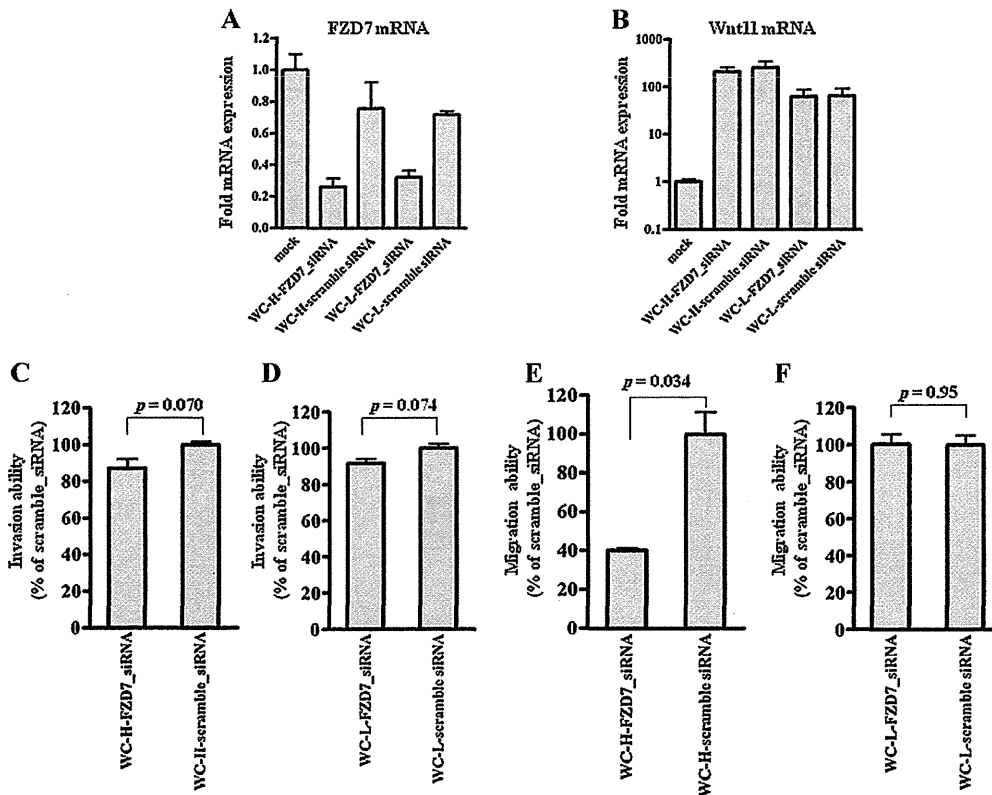 A
FZD7 mRNA
Fold mRNA expression
1.2
1.0
0.8
0.6
0.4
0.2
0.0
mock
WC-H-FZD7_siRNA
WC-H-scramble siRNA
WC-L-FZD7_siRNA
WC-L-scramble siRNA
B
Wnt11 mRNA
Fold mRNA expression
1000
100
10
1
0.1
mock
WC-H-FZD7_siRNA
WC-H-scramble siRNA
WC-L-FZD7_siRNA
WC-L-scramble siRNA
C
p = 0.070
Invasion ability
(% of scramble_siRNA)
120
100
80
60
40
20
0
WC-H-FZD7_siRNA
WC-H-scramble_siRNA
D
p = 0.074
Invasion ability
(% of scramble_siRNA)
120
100
80
60
40
20
0
WC-L-FZD7_siRNA
WC-L-scramble siRNA
E
p = 0.034
Migration ability
(% of scramble_siRNA)
120
100
80
60
40
20
0
WC-H-FZD7_siRNA
WC-H-scramble siRNA
F
p = 0.95
Migration ability
(% of scramble_siRNA)
120
100
80
60
40
20
0
WC-L-FZD7_siRNA
WC-L-scramble siRNA